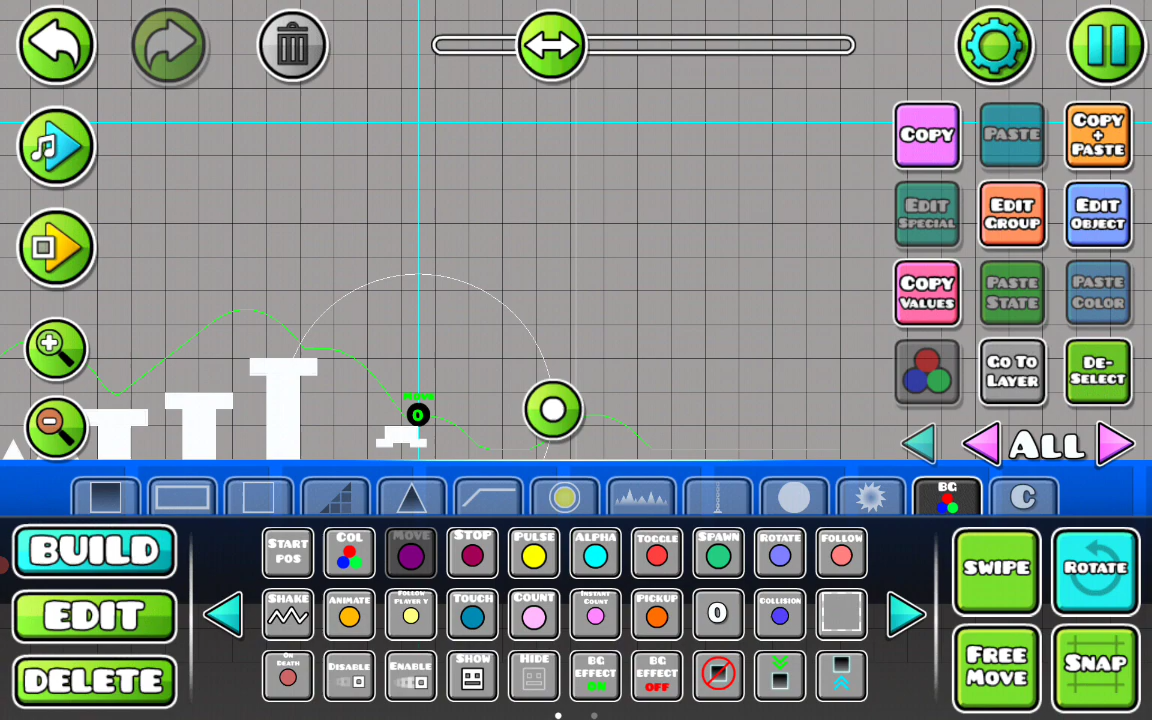 COPY
PASTE
COPY
+
PASTE
EDIT
SPECIAL
EDIT
GROUP
EDIT
OBJECT
COPY
VALUES
PASTE
STATE
PASTE
COLOR
GO TO
LAYER
DE-
SELECT
ALL
MOVE
0
BG
C
BUILD
EDIT
DELETE
START
POS
COL
MOVE
STOP
PULSE
ALPHA
TOGGLE
SPAWN
ROTATE
FOLLOW
SHAKE
ANIMATE
FOLLOW
PLAYER Y
TOUCH
COUNT
INSTANT
COUNT
PICKUP
0
COLLISION
ON
DEATH
DISABLE
ENABLE
SHOW
HIDE
BG
EFFECT
ON
BG
EFFECT
OFF
SWIPE
ROTATE
FREE
MOVE
SNAP